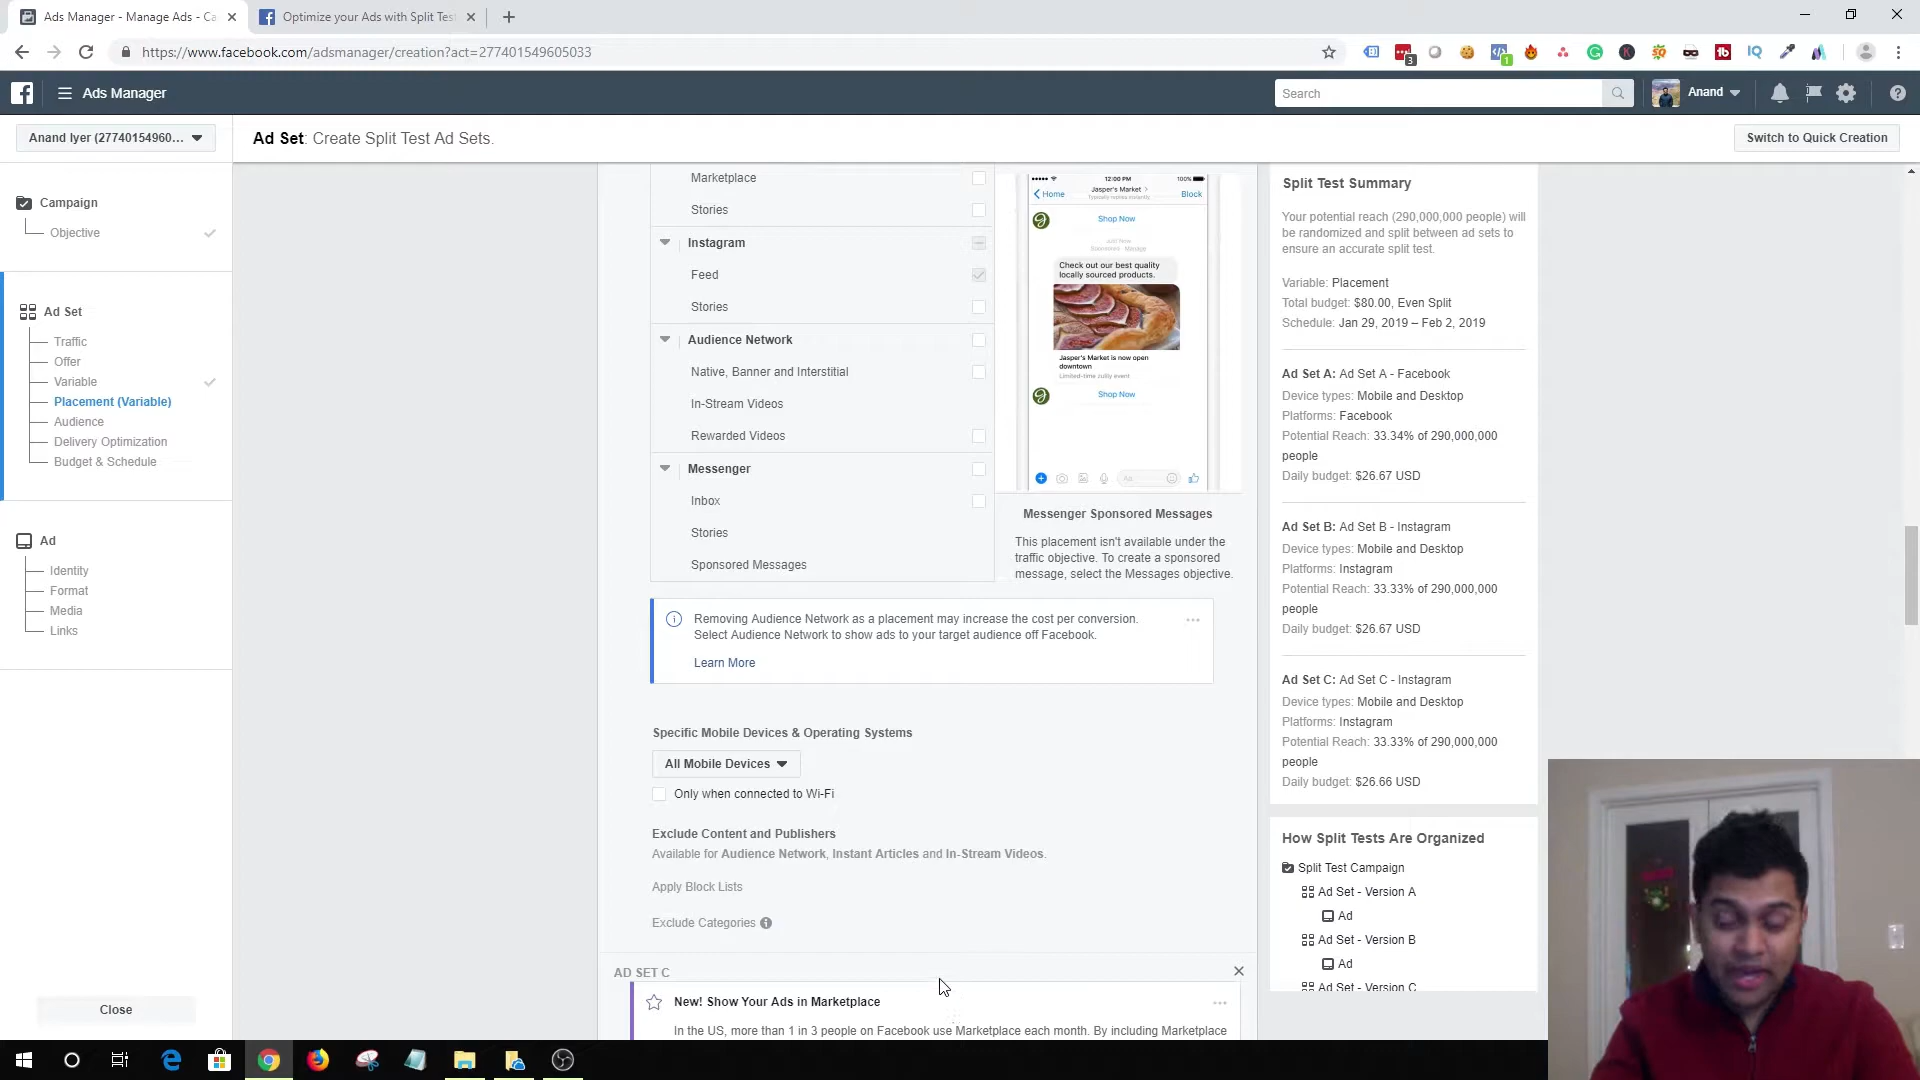 Ads Manager - Manage Ads - Ca
Optimize your Ads with Split Test
https://www.facebook.com/adsmanager/creation?act=277401549605033
3
1
Ads Manager
Search
Anand
Anand Iyer (27740154960...
Ad Set: Create Split Test Ad Sets.
Switch to Quick Creation
Campaign
Objective
Ad Set
Traffic
Offer
Variable
Placement (Variable)
Audience
Delivery Optimization
Budget & Schedule
Ad
Identity
Format
Media
Links
Close
Marketplace
Stories
Instagram
Feed
Stories
Audience Network
Native, Banner and Interstitial
In-Stream Videos
Rewarded Videos
Messenger
Inbox
Stories
Sponsored Messages
12:00 PM
100%
Home
Jasper's Market
Typically replies instantly
Block
Shop Now
Check out our best quality
locally sourced products.
Jasper's Market is now open
downtown
Shop Now
Aa
Messenger Sponsored Messages
This placement isn't available under the
traffic objective. To create a sponsored
message, select the Messages objective.
Removing Audience Network as a placement may increase the cost per conversion.
Select Audience Network to show ads to your target audience off Facebook.
Learn More
Specific Mobile Devices & Operating Systems
All Mobile Devices
Only when connected to Wi-Fi
Exclude Content and Publishers
Available for Audience Network, Instant Articles and In-Stream Videos.
Apply Block Lists
Exclude Categories
AD SET C
New! Show Your Ads in Marketplace
In the US, more than 1 in 3 people on Facebook use Marketplace each month. By including Marketplace
Split Test Summary
Your potential reach (290,000,000 people) will
be randomized and split between ad sets to
ensure an accurate split test.
Variable: Placement
Total budget: $80.00, Even Split
Schedule: Jan 29, 2019 – Feb 2, 2019
Ad Set A: Ad Set A - Facebook
Device types: Mobile and Desktop
Platforms: Facebook
Potential Reach: 33.34% of 290,000,000
people
Daily budget: $26.67 USD
Ad Set B: Ad Set B - Instagram
Device types: Mobile and Desktop
Platforms: Instagram
Potential Reach: 33.33% of 290,000,000
people
Daily budget: $26.67 USD
Ad Set C: Ad Set C - Instagram
Device types: Mobile and Desktop
Platforms: Instagram
Potential Reach: 33.33% of 290,000,000
people
Daily budget: $26.66 USD
How Split Tests Are Organized
Split Test Campaign
Ad Set - Version A
Ad
Ad Set - Version B
Ad
Ad Set - Version C